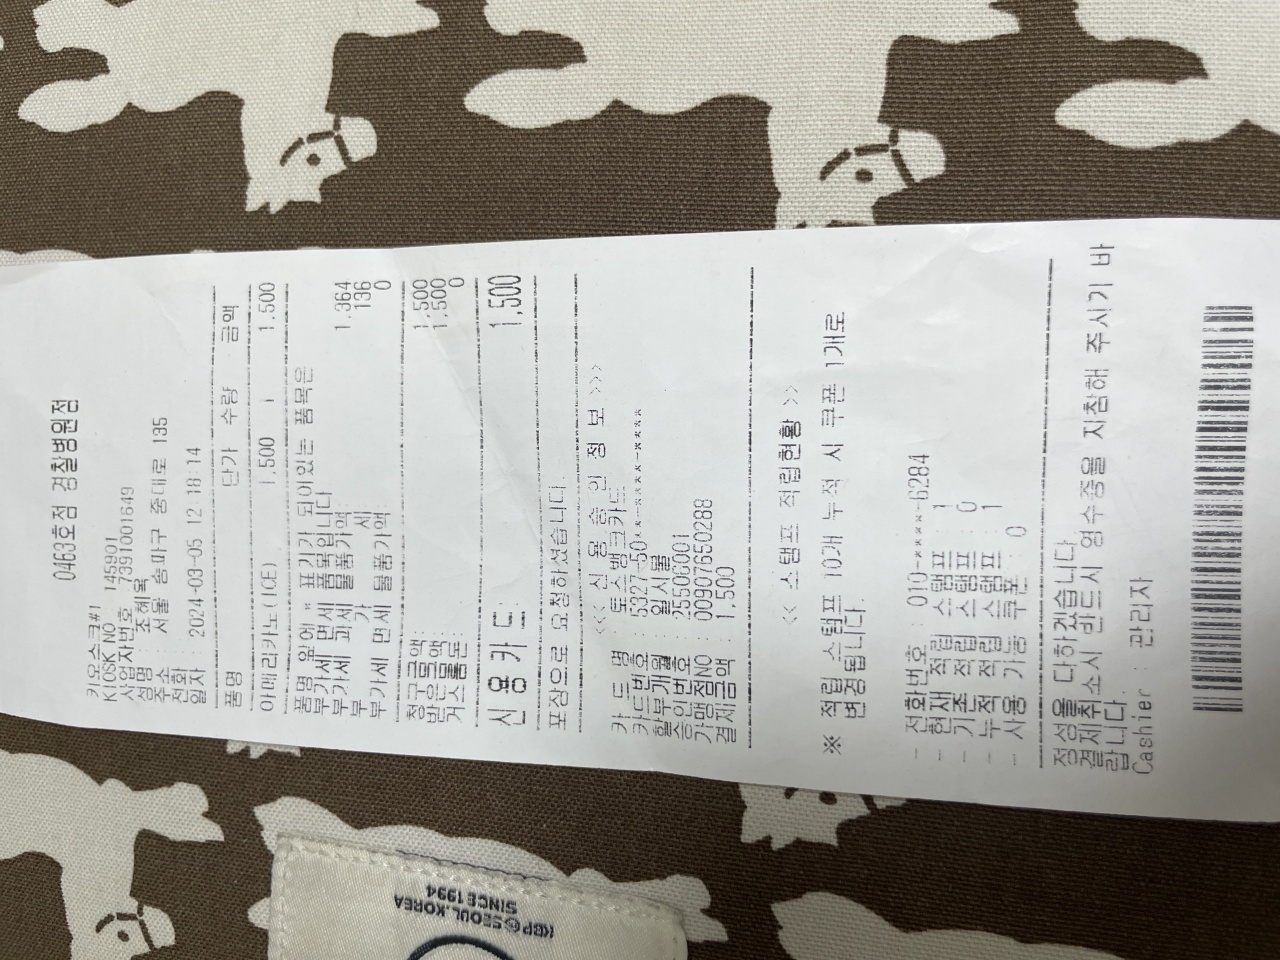 0463호점 경찰병원점
키오스크#1
KIOSK NO : 145901
사업자번호 : 7391001649
성명 : 조혜옥
주소 : 서울 송파구 중대로 135
전화 :
일자 : 2024-03-05 12:18:14
품명 단가 수량 금액
아메리카노(ICE) 1,500 1 1,500
품명 앞에 * 표기가 되어있는 품목은
부가세 면세 품목입니다
부가세 과세 물품가액 1,364
부 가 세 136
부가세 면세 물품가액 0
청구금액: 1,500
받은금액: 1,500
거스름돈: 0
신용카드: 1,500
포장으로 요청하셨습니다.
<<< 신 용 승 인 정 보 >>>
카 드 명 : 토스뱅크카드
카드번호 : 5327-50**-****-****
할부개월 : 일시불
승인번호 : 25506001
가맹점NO : 00907650288
결제금액 : 1,500
<< 스탬프 적립현황 >>
※ 적립 스탬프 10개 누적 시 쿠폰 1개로
변경됩니다.
- 전화번호 : 010-****-6284
- 현재 적립 스탬프 : 1
- 기존 적립 스탬프 : 0
- 누적 적립 스탬프 : 1
- 사용 가능 쿠폰 : 0
정성을 다하겠습니다
결제취소시 반드시 영수증을 지참해 주시기 바
랍니다.
Cashier : 관리자
KBP@SEOUL.KOREA
SINCE 1994